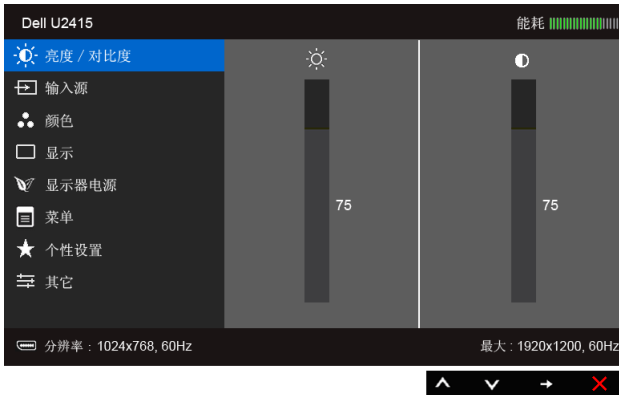 Dell U2415 能耗
亮度 / 对比度
输入源
颜色
显示
显示器电源
菜单
个性设置
其它
75 75
分辨率 : 1024x768, 60Hz 最大 : 1920x1200, 60Hz